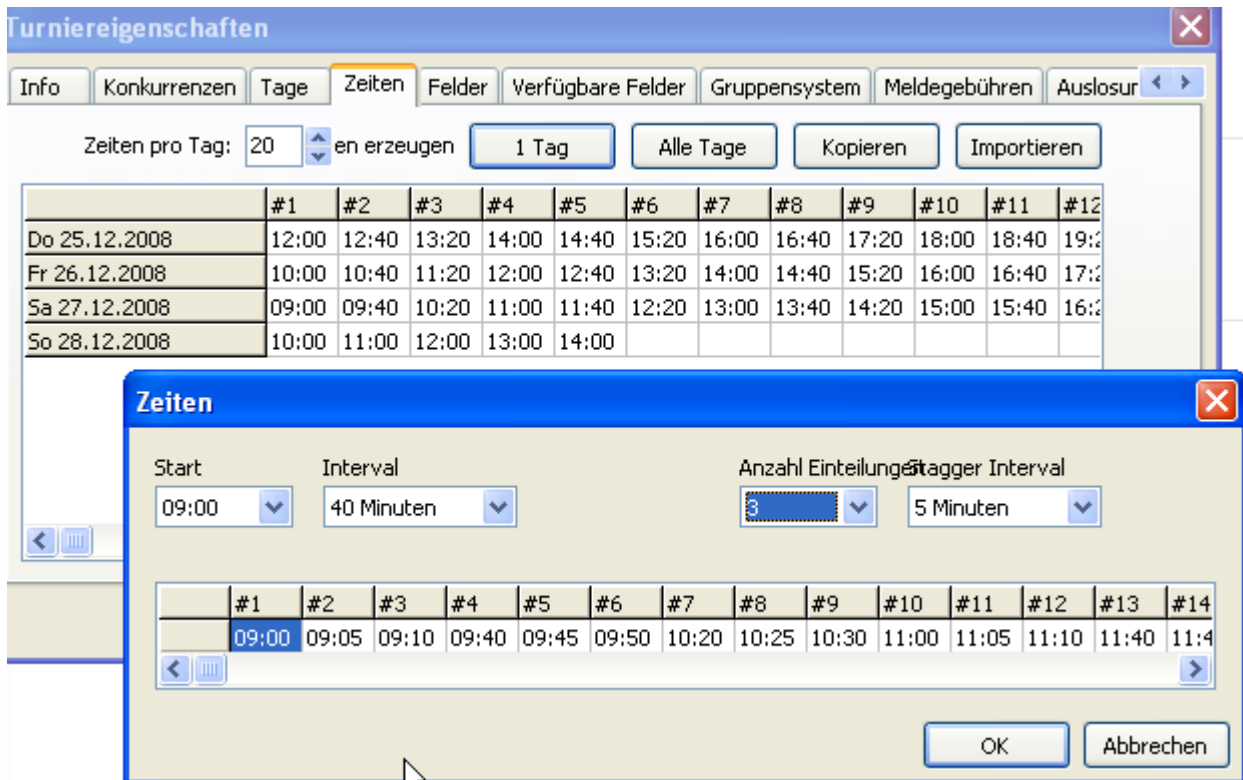 Turniereigenschaften
Info Konkurrenzen Tage Zeiten Felder Verfügbare Felder Gruppensystem Meldegebühren Auslosur
Zeiten pro Tag: 20 en erzeugen 1 Tag Alle Tage Kopieren Importieren
#1 #2 #3 #4 #5 #6 #7 #8 #9 #10 #11 #12
Do 25.12.2008 12:00 12:40 13:20 14:00 14:40 15:20 16:00 16:40 17:20 18:00 18:40
Fr 26.12.2008 10:00 10:40 11:20 12:00 12:40 13:20 14:00 14:40 15:20 16:00 16:40
Sa 27.12.2008 09:00 09:40 10:20 11:00 11:40 12:20 13:00 13:40 14:20 15:00 15:40
So 28.12.2008 10:00 11:00 12:00 13:00 14:00
Zeiten
Start Interval Anzahl Einteilungen Stagger Interval
09:00 40 Minuten 3 5 Minuten
#1 #2 #3 #4 #5 #6 #7 #8 #9 #10 #11 #12 #13 #14
09:00 09:05 09:10 09:40 09:45 09:50 10:20 10:25 10:30 11:00 11:05 11:10 11:40
OK Abbrechen